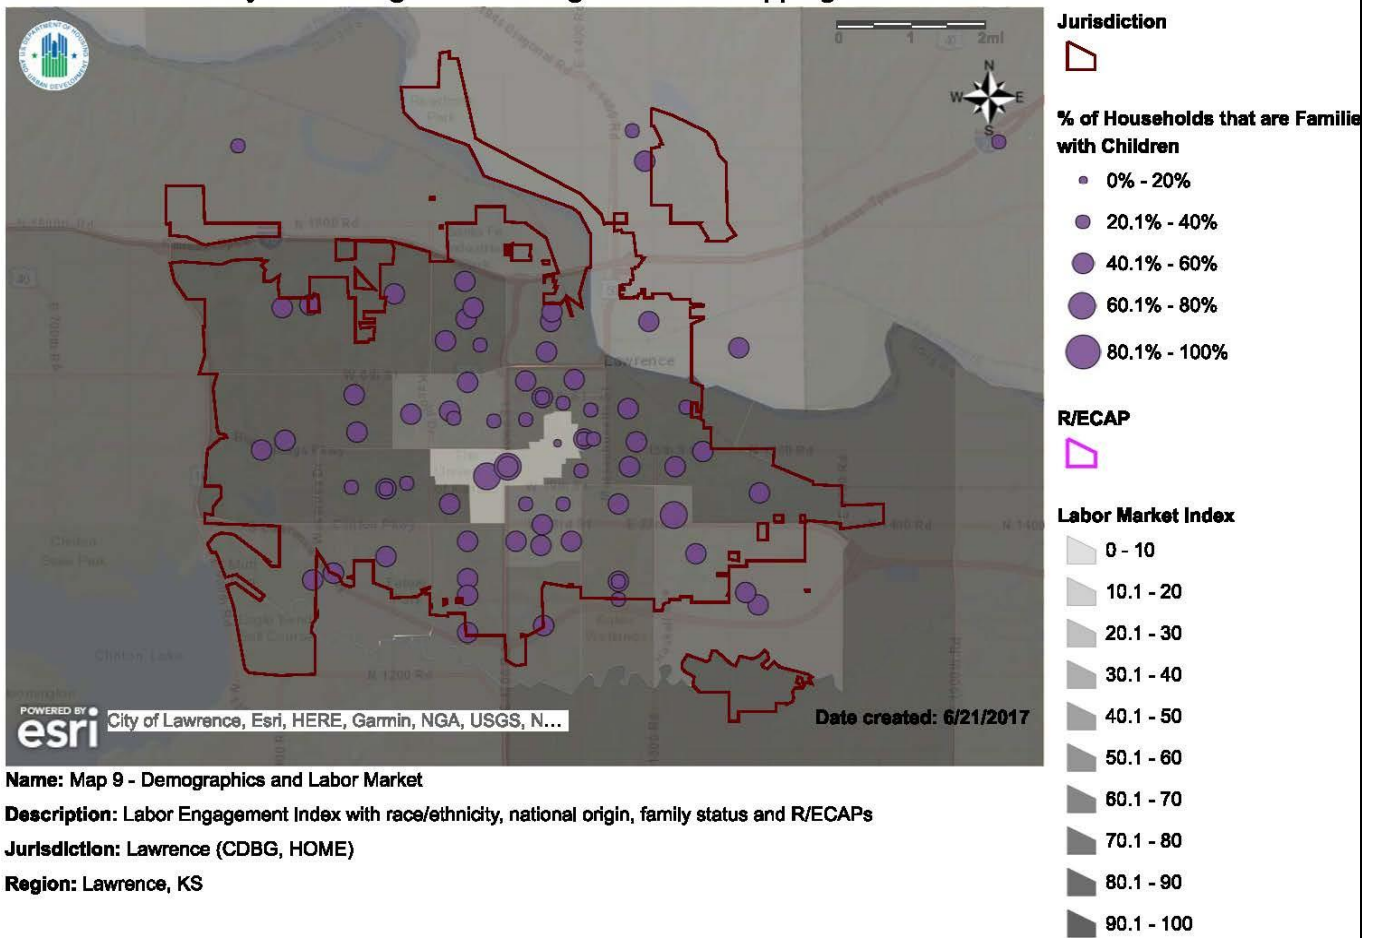 0 1 2ml
N
W E
S
Lawrence
N 1200 Rd
Clinton Lake
POWERED BY
esri
City of Lawrence, Esri, HERE, Garmin, NGA, USGS, N...
Date created: 6/21/2017
Name: Map 9 - Demographics and Labor Market
Description: Labor Engagement Index with race/ethnicity, national origin, family status and R/ECAPs
Jurisdiction: Lawrence (CDBG, HOME)
Region: Lawrence, KS
Jurisdiction
% of Households that are Familie
with Children
0% - 20%
20.1% - 40%
40.1% - 60%
60.1% - 80%
80.1% - 100%
R/ECAP
Labor Market Index
0 - 10
10.1 - 20
20.1 - 30
30.1 - 40
40.1 - 50
50.1 - 60
60.1 - 70
70.1 - 80
80.1 - 90
90.1 - 100